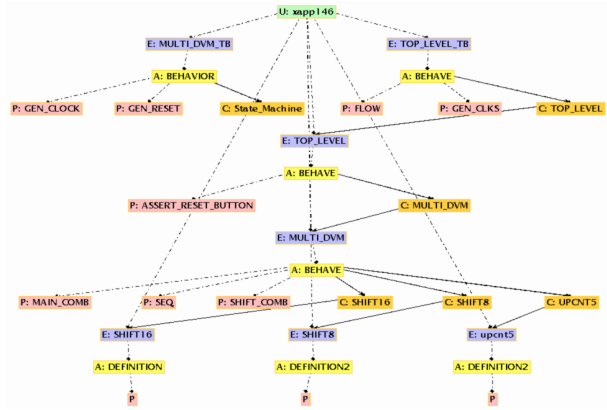 U: xapp146
E: MULTI_DVM_TB
E: TOP_LEVEL_TB
A: BEHAVIOR
A: BEHAVE
P: GEN_CLOCK
P: GEN_RESET
C: State_Machine
P: FLOW
P: GEN_CLKS
C: TOP_LEVEL
E: TOP_LEVEL
A: BEHAVE
P: ASSERT_RESET_BUTTON
C: MULTI_DVM
E: MULTI_DVM
A: BEHAVE
P: MAIN_COMB
P: SEQ
P: SHIFT_COMB
C: SHIFT16
C: SHIFT8
C: UPCNT5
E: SHIFT16
E: SHIFT8
E: upcnt5
A: DEFINITION
A: DEFINITION2
A: DEFINITION2
P
P
P